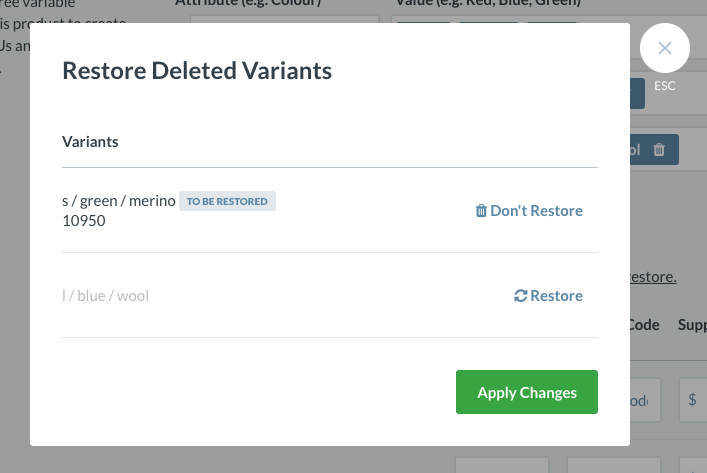 ree variable
Attribute (e.g. Colour)
Value (e.g. Red, Blue, Green)
is product to create
Us an
Restore Deleted Variants
ESC
Variants
ol
s / green / merino TO BE RESTORED
10950
Don't Restore
restore.
l / blue / wool
Restore
Code
Supp
Apply Changes
ode
$